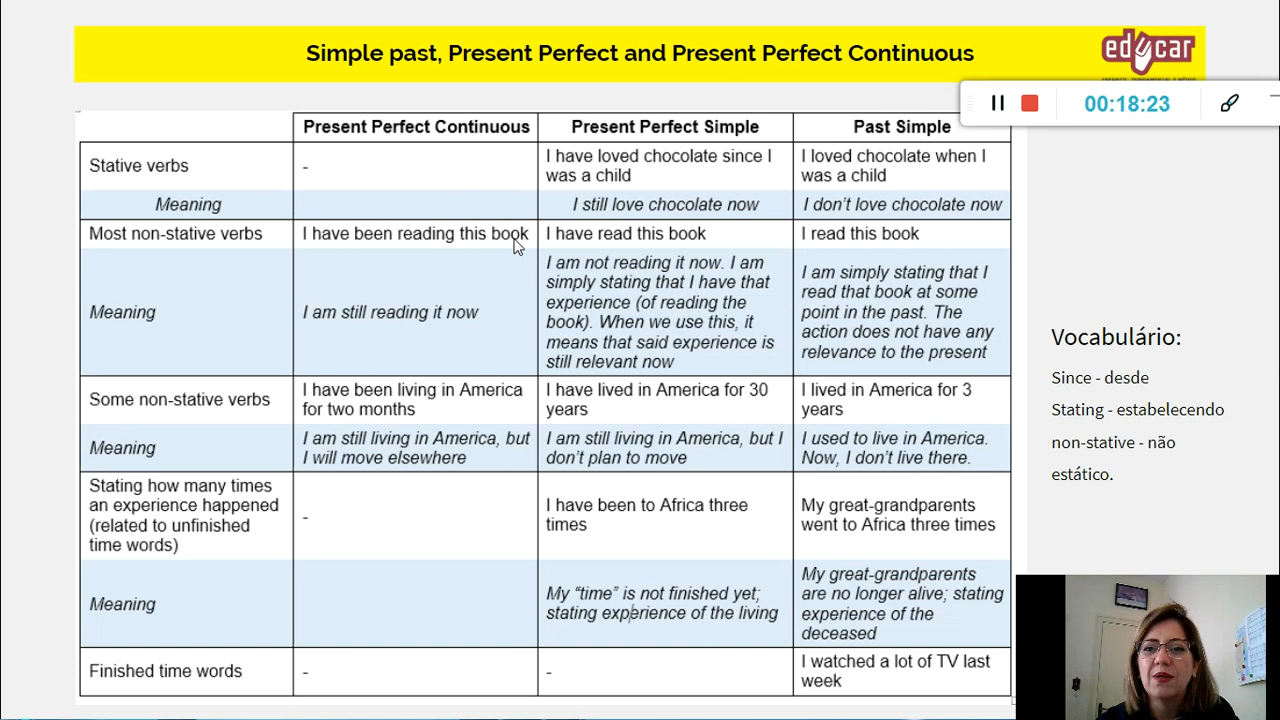 Simple past, Present Perfect and Present Perfect Continuous
educar
00:18:23
Present Perfect Continuous
Present Perfect Simple
Past Simple
Stative verbs
-
I have loved chocolate since I
was a child
I loved chocolate when I
was a child
Meaning
I still love chocolate now
I don't love chocolate now
Most non-stative verbs
I have been reading this book
I have read this book
I read this book
Meaning
I am still reading it now
I am not reading it now. I am
simply stating that I have that
experience (of reading the
book). When we use this, it
means that said experience is
still relevant now
I am simply stating that I
read that book at some
point in the past. The
action does not have any
relevance to the present
Some non-stative verbs
I have been living in America
for two months
I have lived in America for 30
years
I lived in America for 3
years
Meaning
I am still living in America, but
I will move elsewhere
I am still living in America, but I
don't plan to move
I used to live in America.
Now, I don't live there.
Stating how many times
an experience happened
(related to unfinished
time words)
-
I have been to Africa three
times
My great-grandparents
went to Africa three times
Meaning
My "time" is not finished yet;
stating experience of the living
My great-grandparents
are no longer alive; stating
experience of the
deceased
Finished time words
-
-
I watched a lot of TV last
week
Vocabulário:
Since - desde
Stating - estabelecendo
non-stative - não
estático.